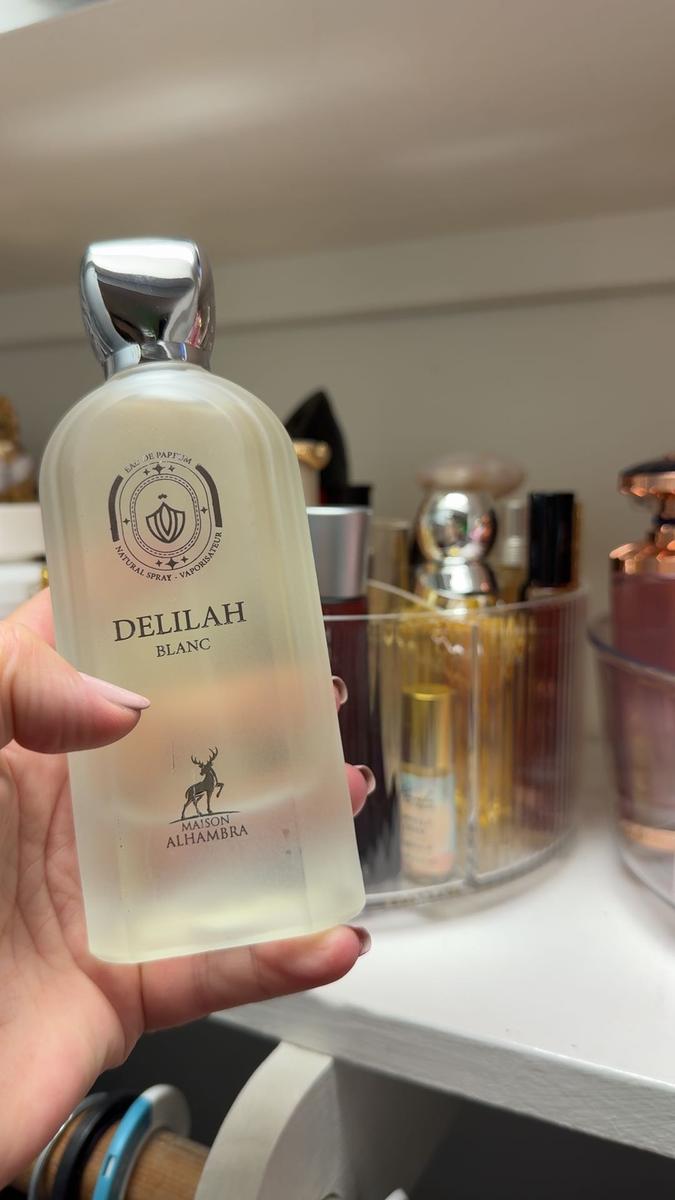 EAU DE PARFUM
NATURAL SPRAY - VAPORISATEUR
DELILAH
BLANC
MAISON
ALHAMBRA